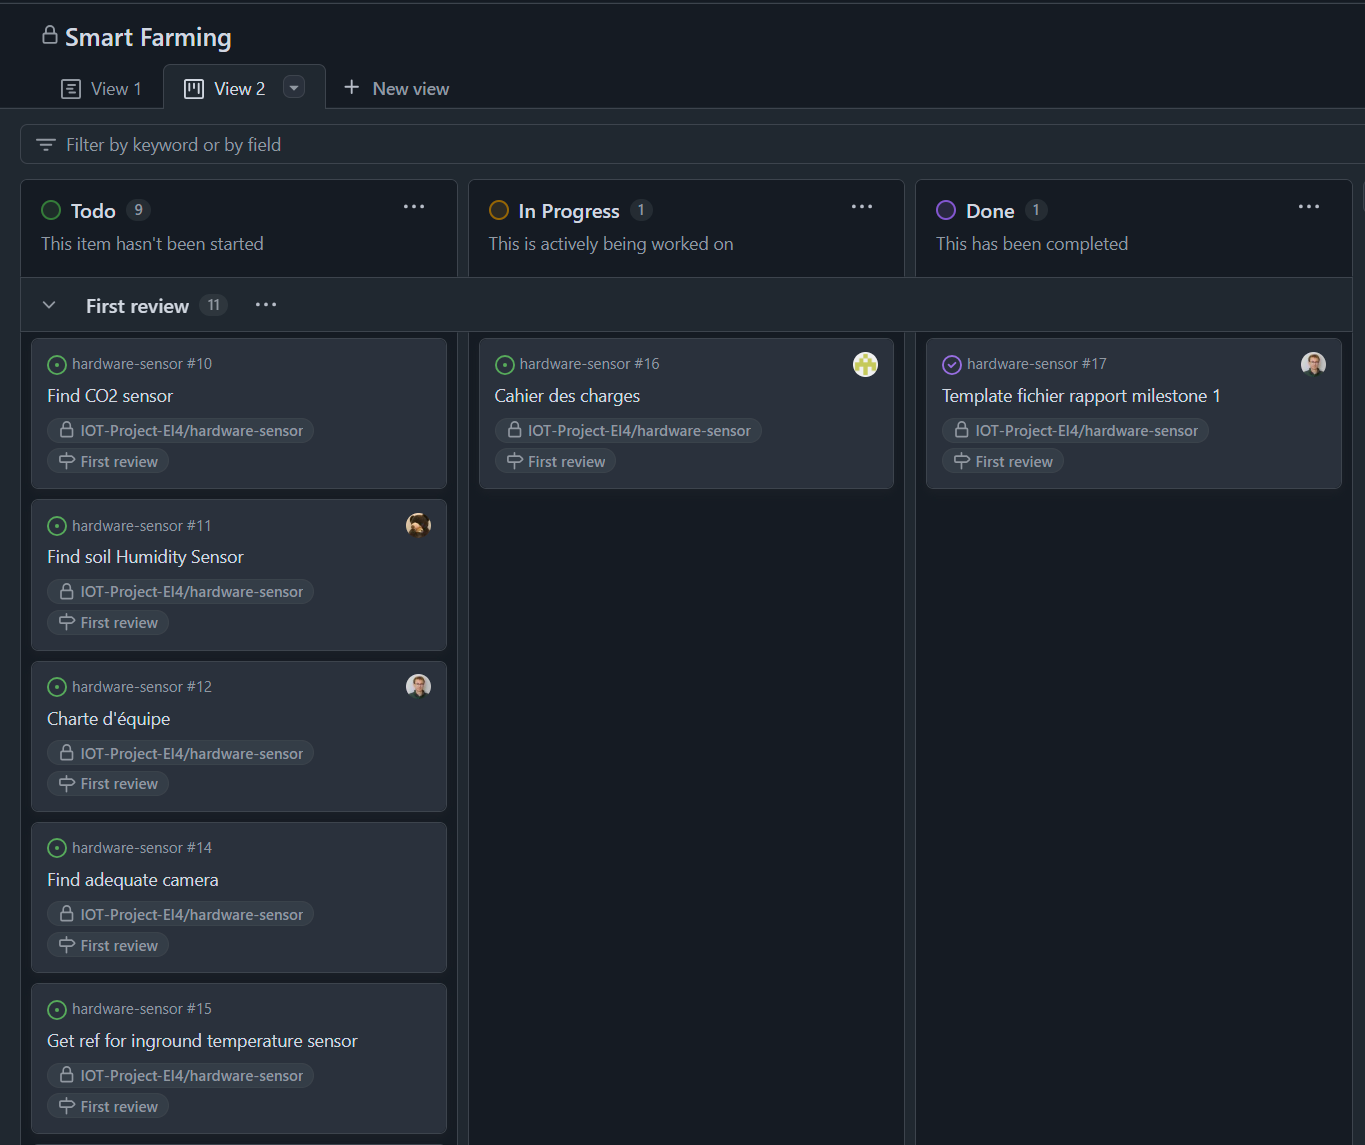 Smart Farming
View 1
View 2
New view
Filter by keyword or by field
Todo 9
This item hasn't been started
In Progress 1
This is actively being worked on
Done 1
This has been completed
First review 11
hardware-sensor #10
Find CO2 sensor
IOT-Project-EI4/hardware-sensor
First review
hardware-sensor #11
Find soil Humidity Sensor
IOT-Project-EI4/hardware-sensor
First review
hardware-sensor #12
Charte d'équipe
IOT-Project-EI4/hardware-sensor
First review
hardware-sensor #14
Find adequate camera
IOT-Project-EI4/hardware-sensor
First review
hardware-sensor #15
Get ref for inground temperature sensor
IOT-Project-EI4/hardware-sensor
First review
hardware-sensor #16
Cahier des charges
IOT-Project-EI4/hardware-sensor
First review
hardware-sensor #17
Template fichier rapport milestone 1
IOT-Project-EI4/hardware-sensor
First review